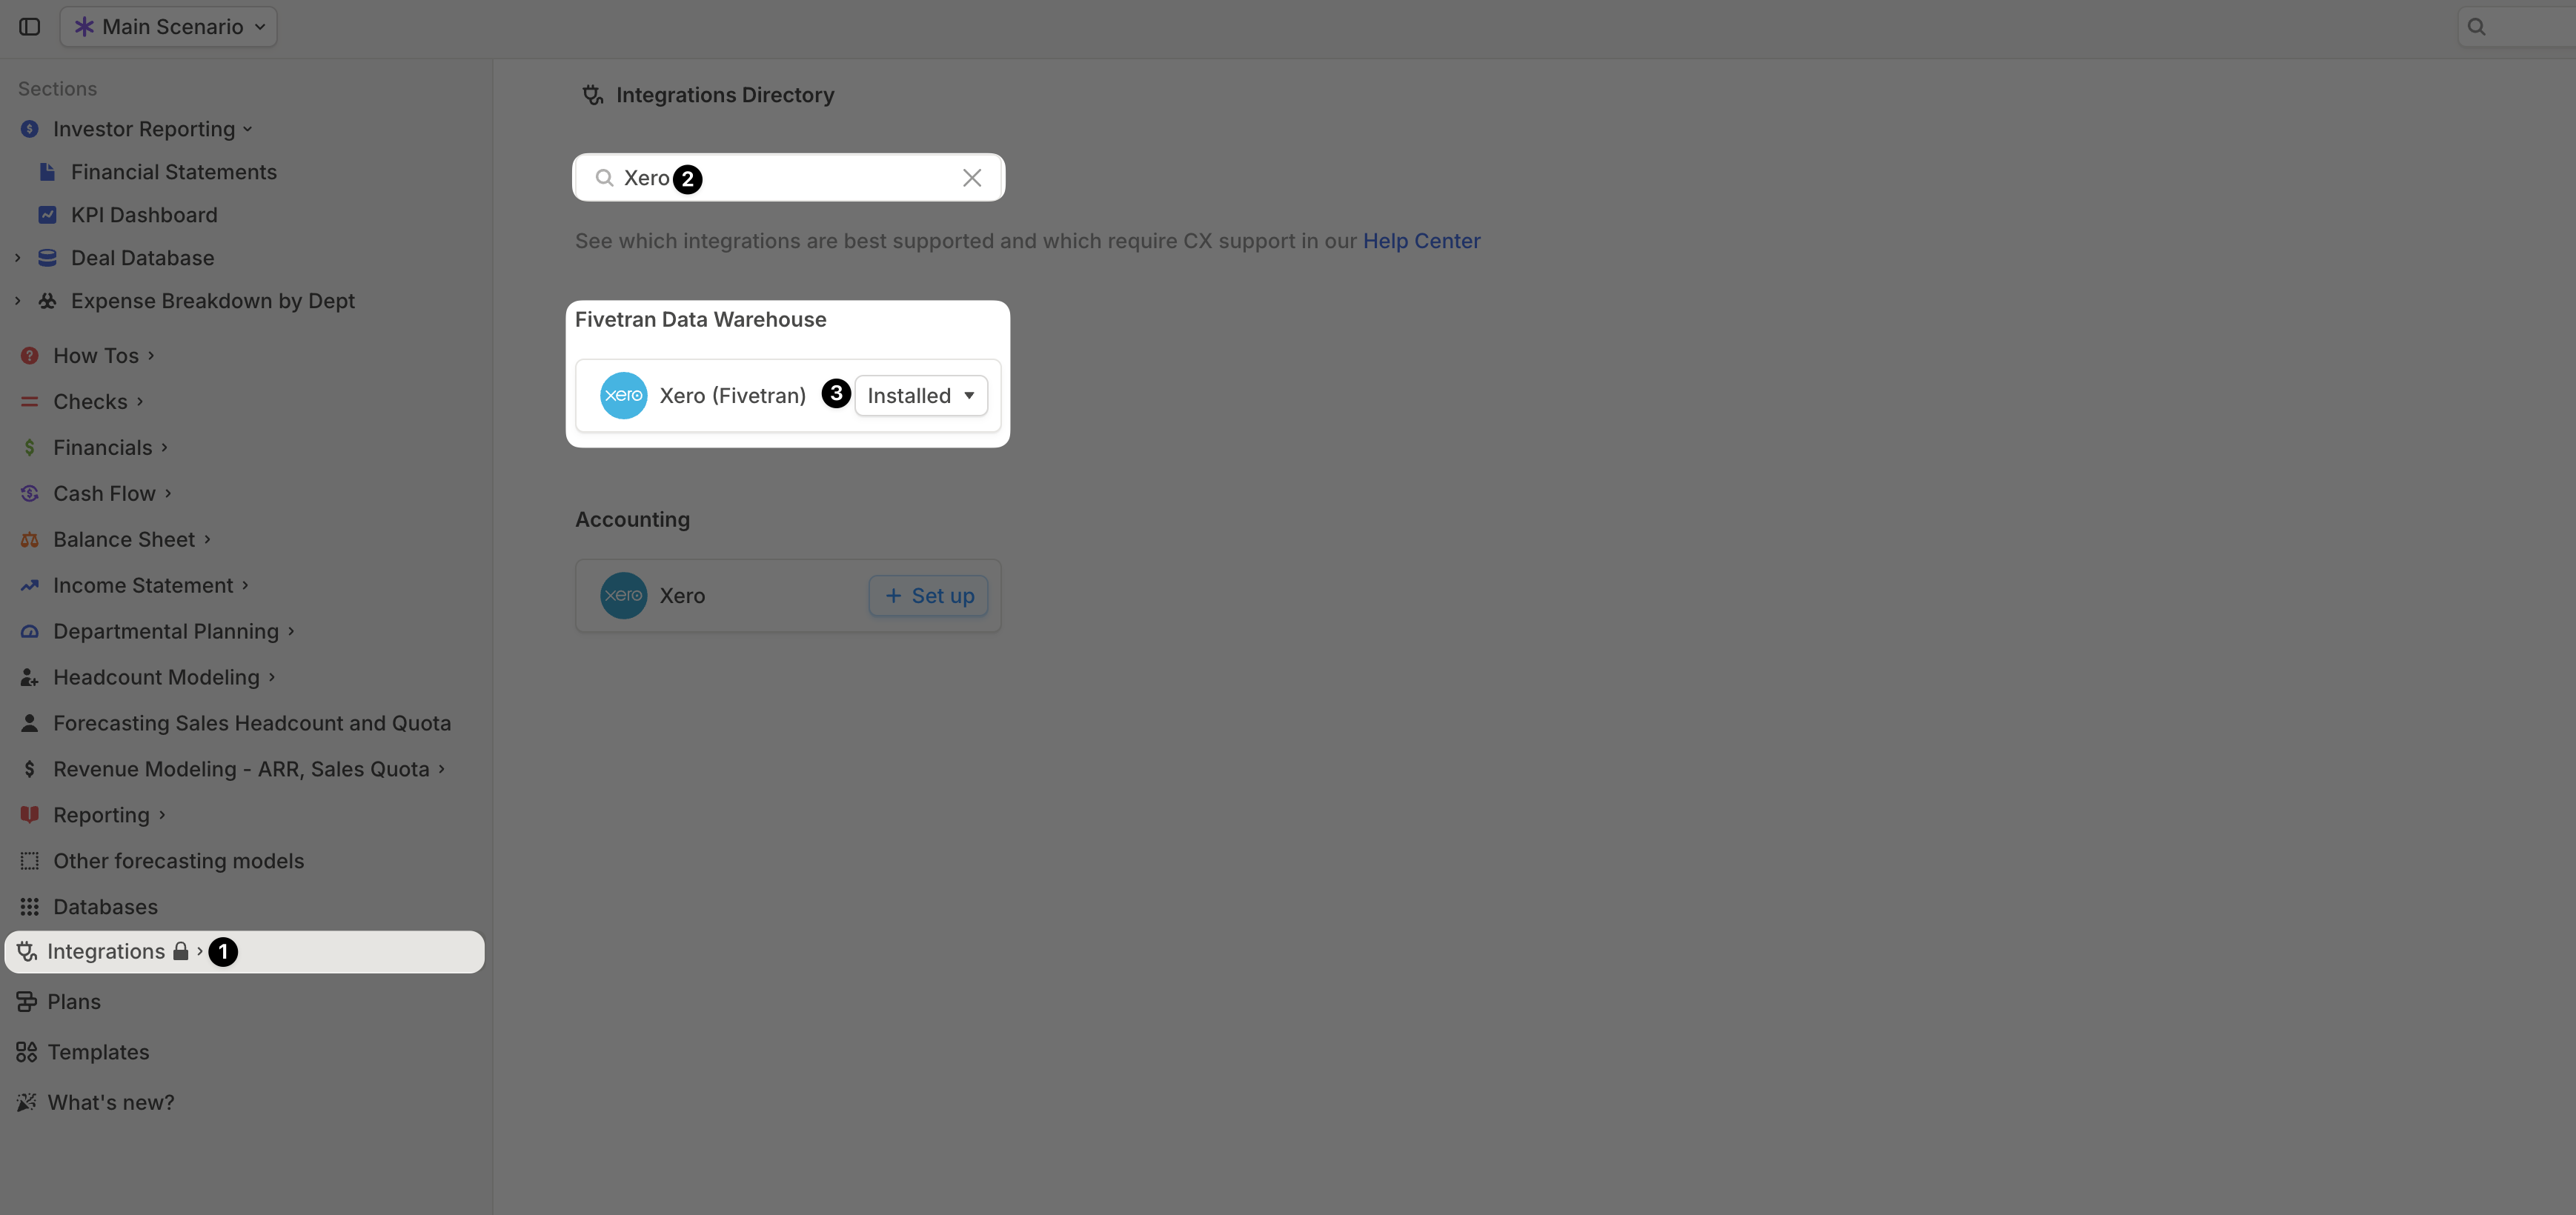 Main Scenario
Sections
Investor Reporting
Financial Statements
KPI Dashboard
Deal Database
Expense Breakdown by Dept
How Tos
Checks
Financials
Cash Flow
Balance Sheet
Income Statement
Departmental Planning
Headcount Modeling
Forecasting Sales Headcount and Quota
Revenue Modeling - ARR, Sales Quota
Reporting
Other forecasting models
Databases
Integrations 1
Plans
Templates
What's new?
Integrations Directory
Xero 2
See which integrations are best supported and which require CX support in our Help Center
Fivetran Data Warehouse
xero Xero (Fivetran) 3 Installed
Accounting
xero Xero + Set up